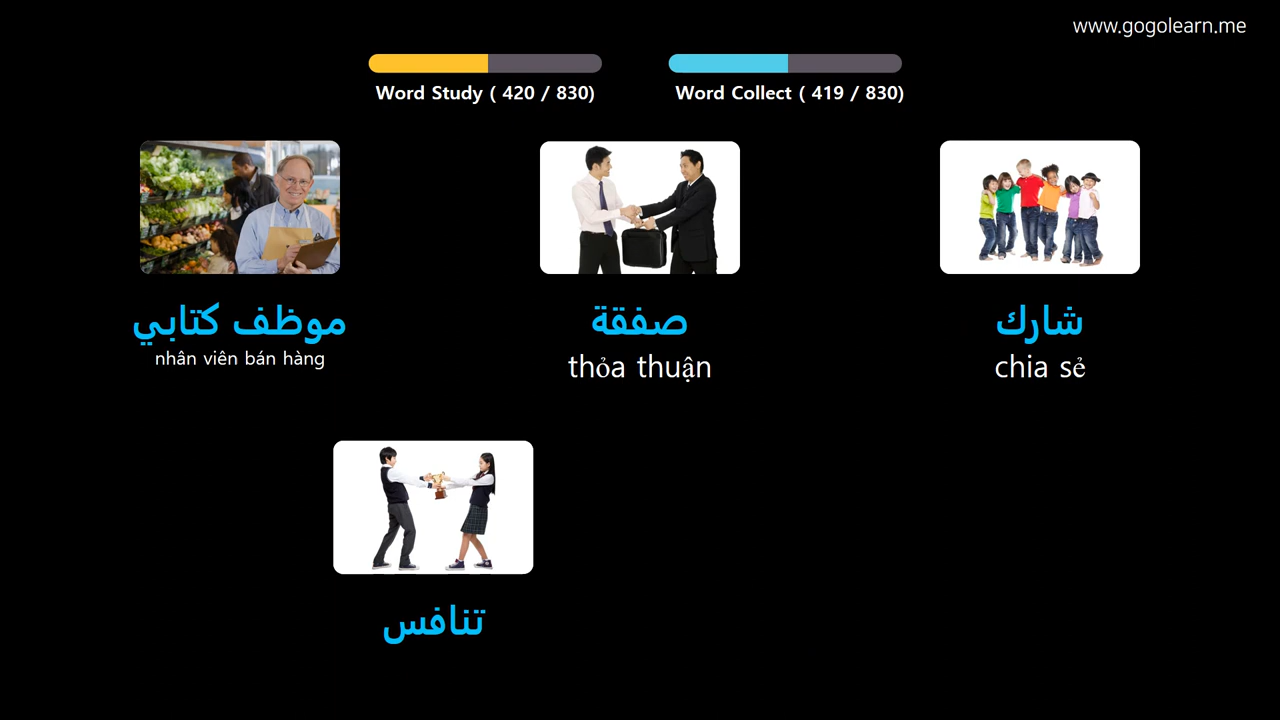 www.gogolearn.me
Word Study ( 420 / 830)
Word Collect ( 419 / 830)
موظف كتابي
nhân viên bán hàng
صفقة
thỏa thuận
شارك
chia sẻ
تنافس